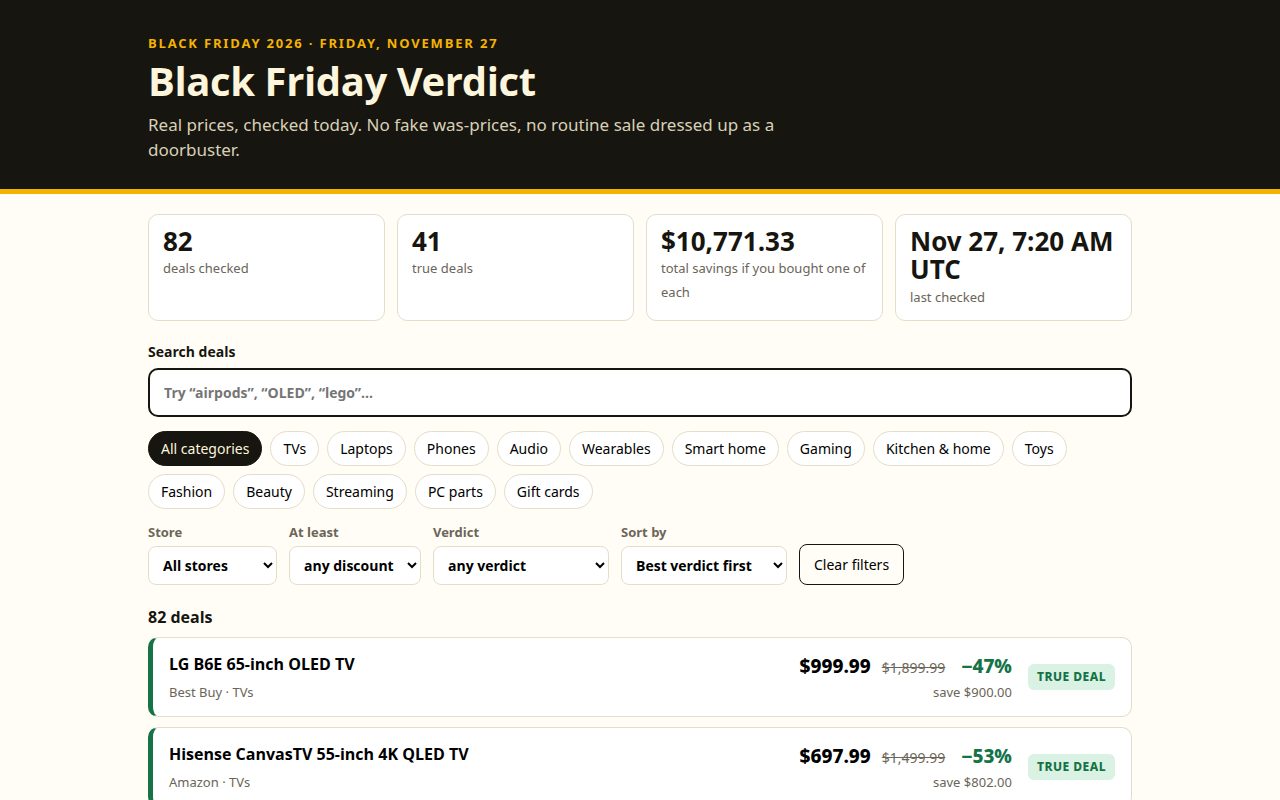 BLACK FRIDAY 2026 · FRIDAY, NOVEMBER 27
Black Friday Verdict
Real prices, checked today. No fake was-prices, no routine sale dressed up as a
doorbuster.
82
deals checked
41
true deals
$10,771.33
total savings if you bought one of
each
Nov 27, 7:20 AM
UTC
last checked
Search deals
Try “airpods”, “OLED”, “lego”…
All categories TVs Laptops Phones Audio Wearables Smart home Gaming Kitchen & home Toys
Fashion Beauty Streaming PC parts Gift cards
Store At least Verdict Sort by
All stores any discount any verdict Best verdict first Clear filters
82 deals
LG B6E 65-inch OLED TV $999.99 $1,899.99 −47% TRUE DEAL
Best Buy · TVs save $900.00
Hisense CanvasTV 55-inch 4K QLED TV $697.99 $1,499.99 −53% TRUE DEAL
Amazon · TVs save $802.00